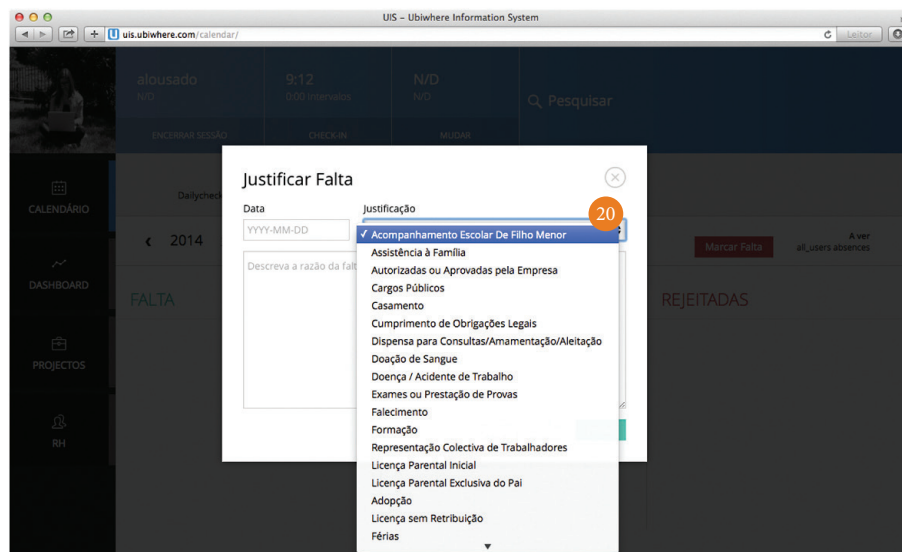 UIS – Ubiwhere Information System
uis.ubiwhere.com/calendar/
Leitor
alousado
N/D
9:12
0:00 Intervalos
N/D
N/D
Pesquisar
ENCERRAR SESSÃO
CHECK-IN
MUDAR
CALENDÁRIO
DASHBOARD
PROJECTOS
RH
Dailycheck
2014
Marcar Falta
A ver
all_users absences
FALTA
REJEITADAS
Justificar Falta
Data
Justificação
20
YYYY-MM-DD
Descreva a razão da falt
Acompanhamento Escolar De Filho Menor
Assistência à Família
Autorizadas ou Aprovadas pela Empresa
Cargos Públicos
Casamento
Cumprimento de Obrigações Legais
Dispensa para Consultas/Amamentação/Aleitação
Doação de Sangue
Doença / Acidente de Trabalho
Exames ou Prestação de Provas
Falecimento
Formação
Representação Colectiva de Trabalhadores
Licença Parental Inicial
Licença Parental Exclusiva do Pai
Adopção
Licença sem Retribuição
Férias